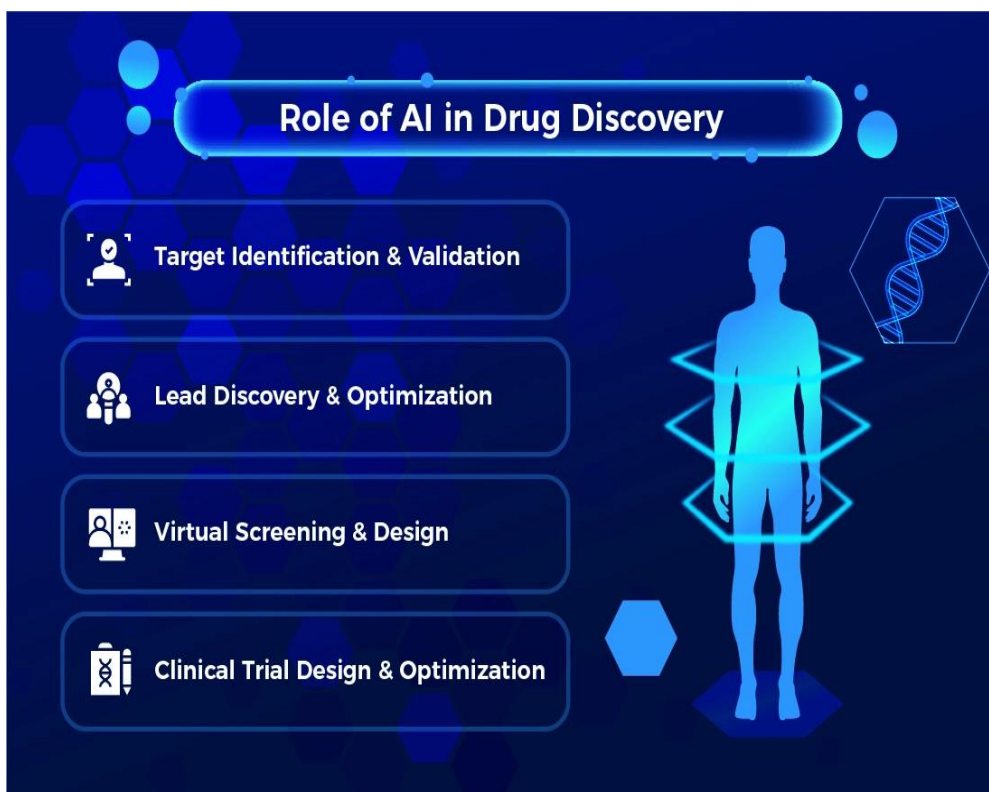 Role of AI in Drug Discovery
Target Identification & Validation
Lead Discovery & Optimization
Virtual Screening & Design
Clinical Trial Design & Optimization